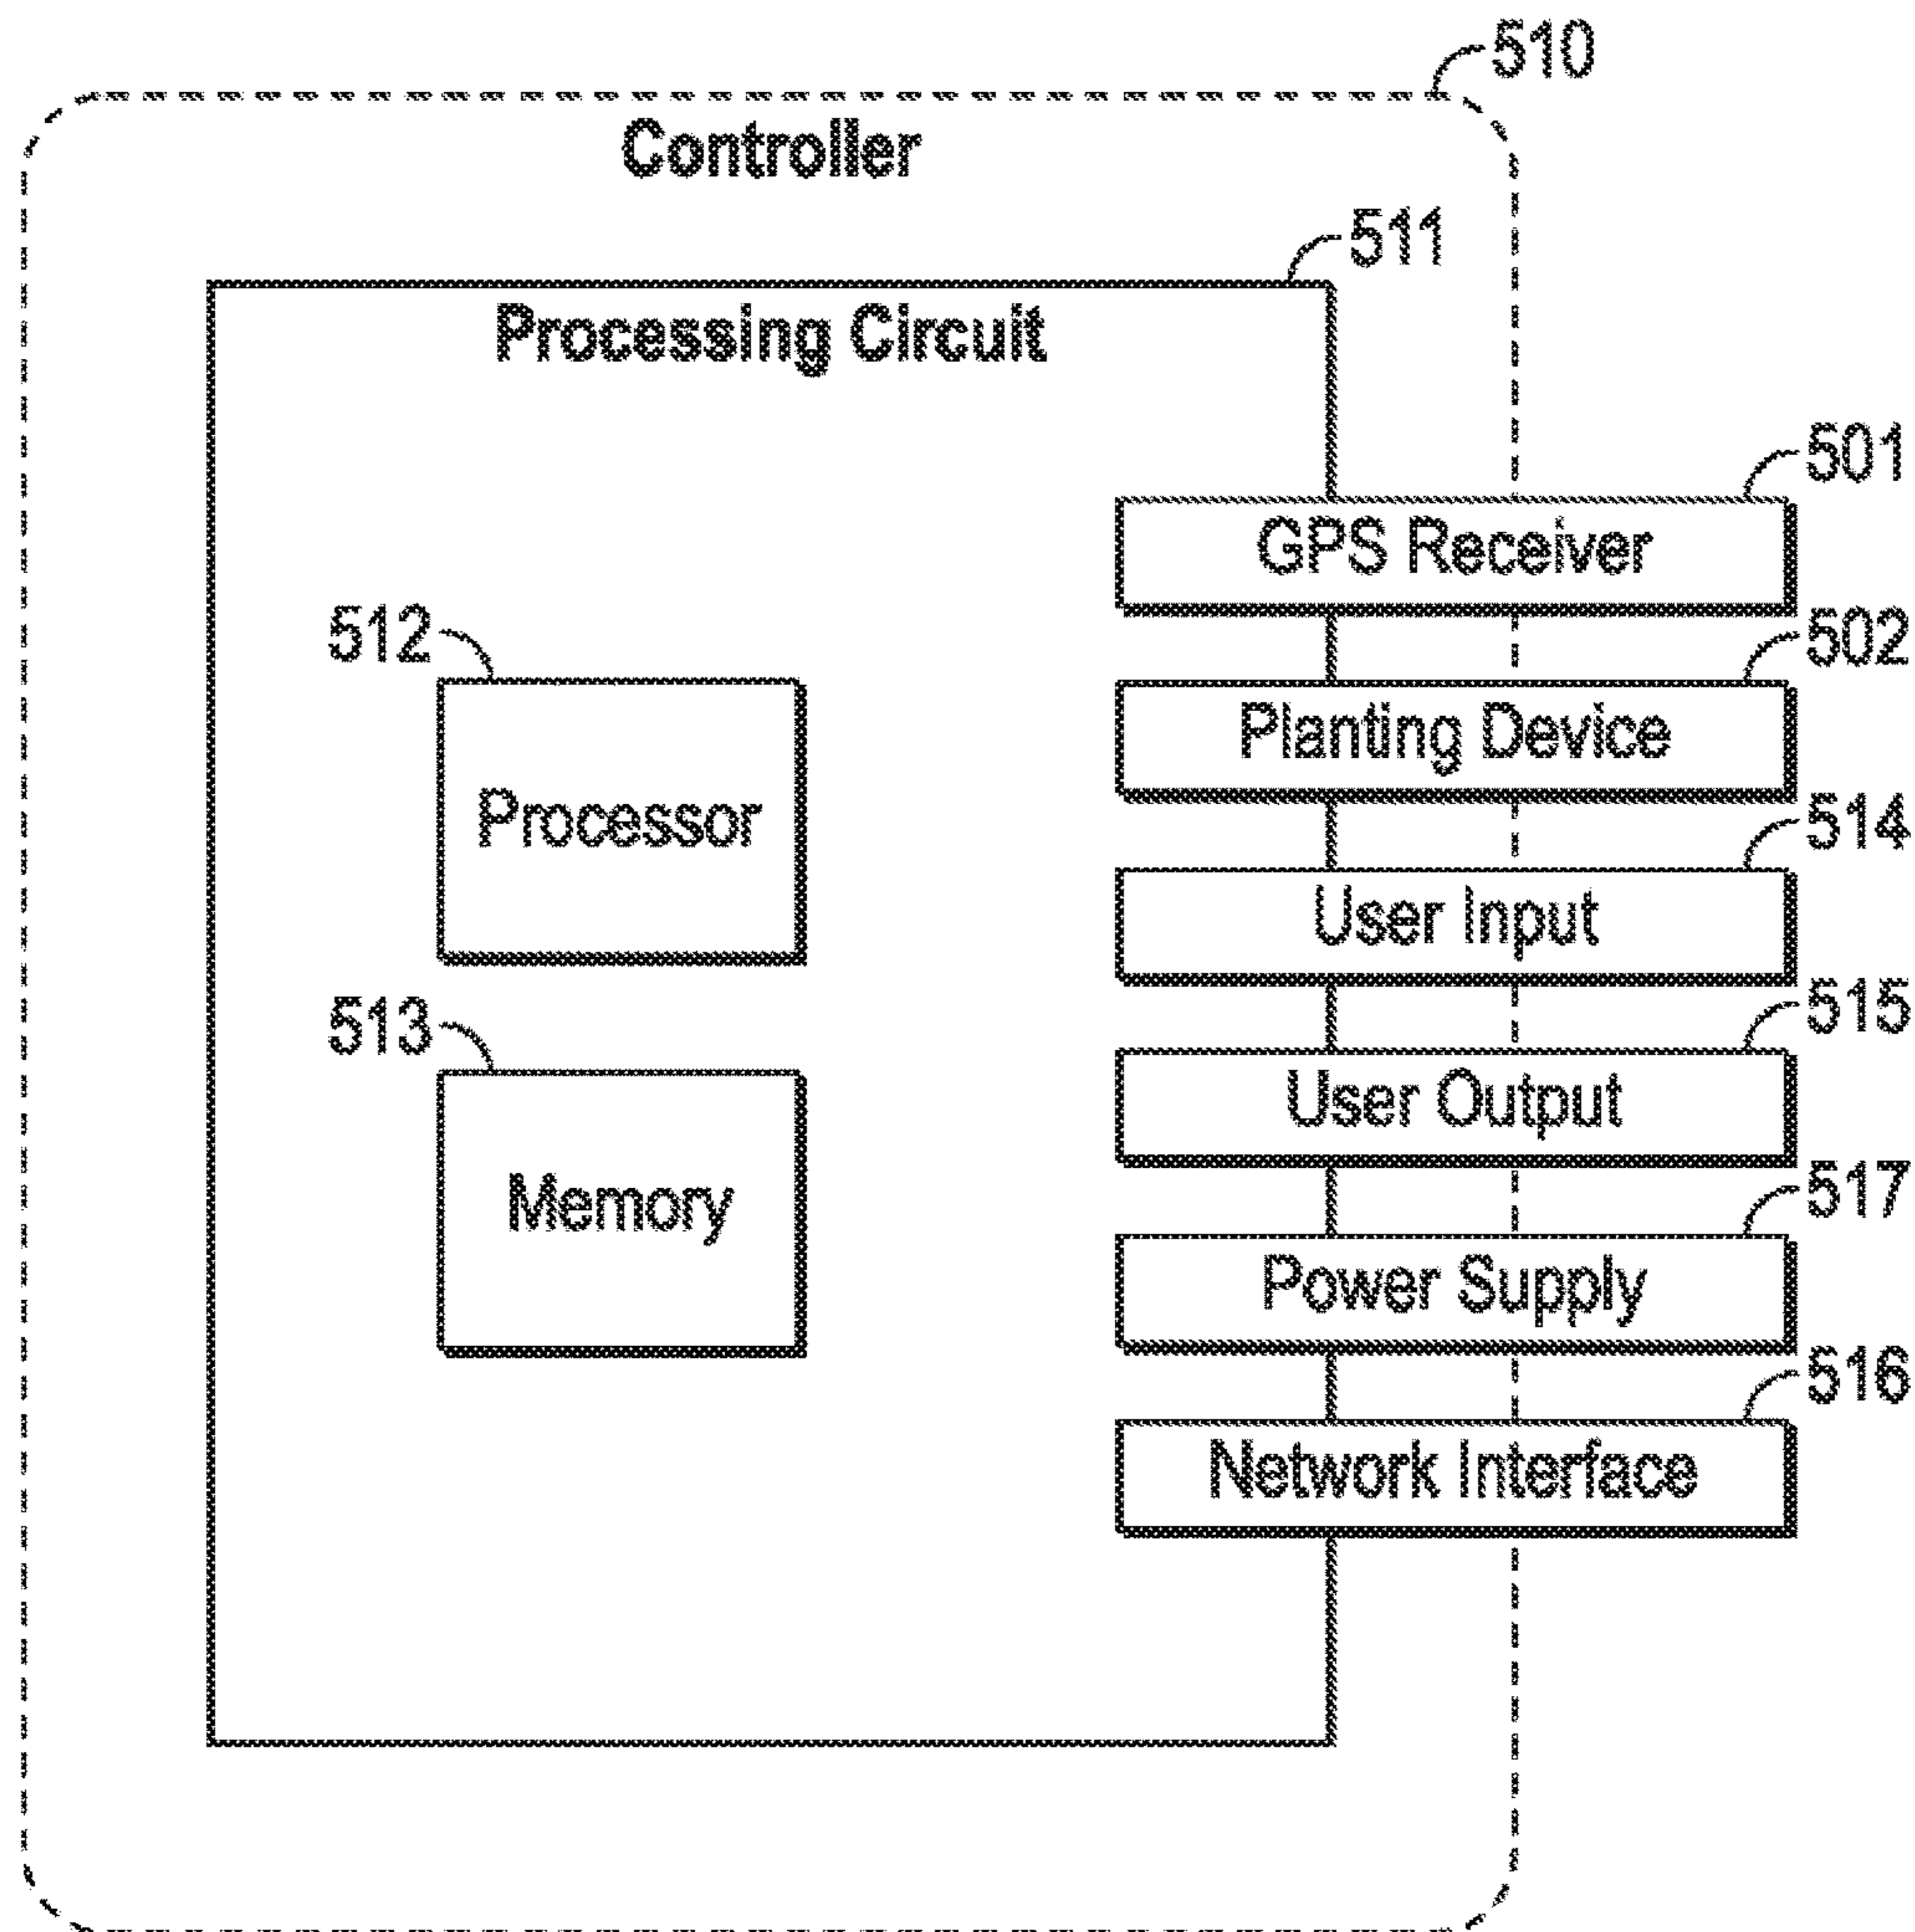 510
Controller
511
Processing Circuit
501
GPS Receiver
502
Planting Device
512
Processor
514
User Input
513
Memory
515
User Output
517
Power Supply
516
Network Interface